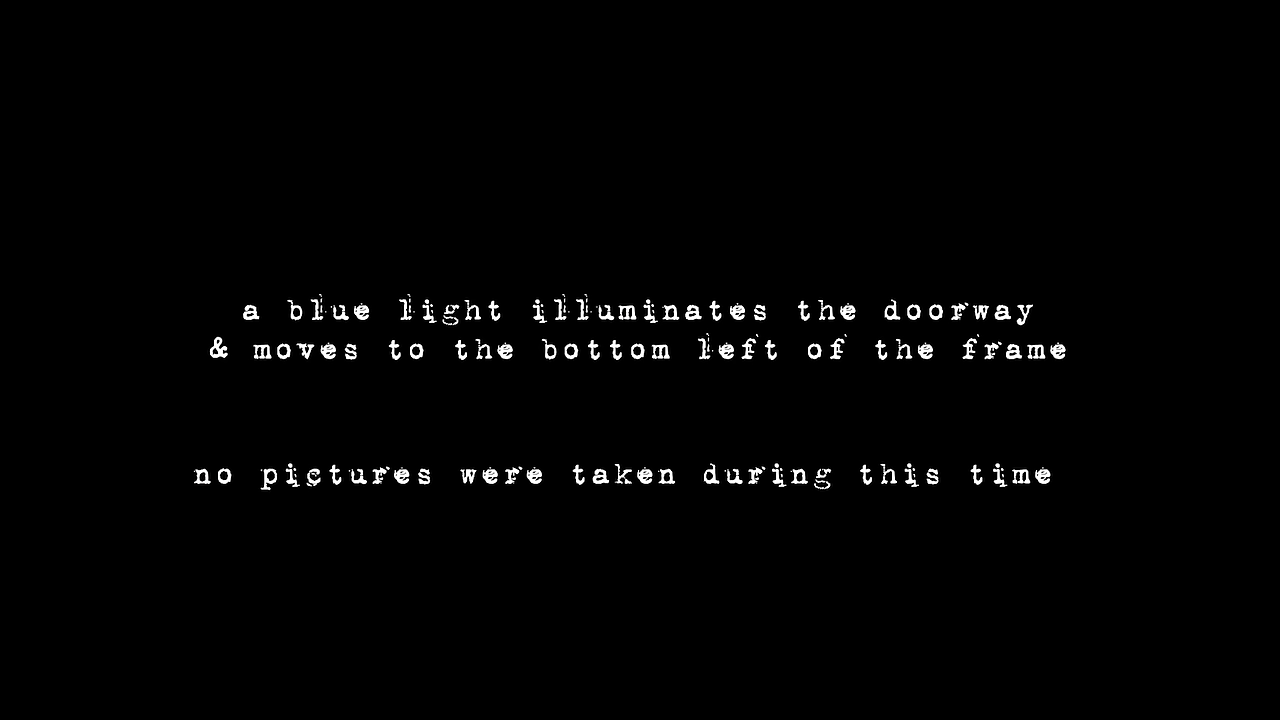 a blue light illuminates the doorway
& moves to the bottom left of the frame
no pictures were taken during this time